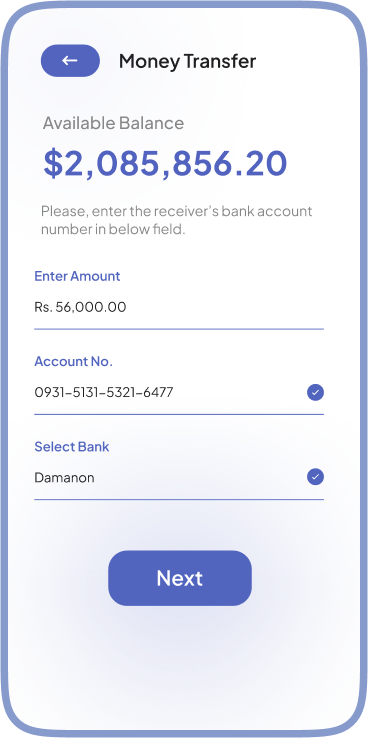 Money Transfer
Available Balance
$2,085,856.20
Please, enter the receiver's bank account
number in below field.
Enter Amount
Rs. 56,000.00
Account No.
0931-5131-5321-6477
Select Bank
Damanon
Next